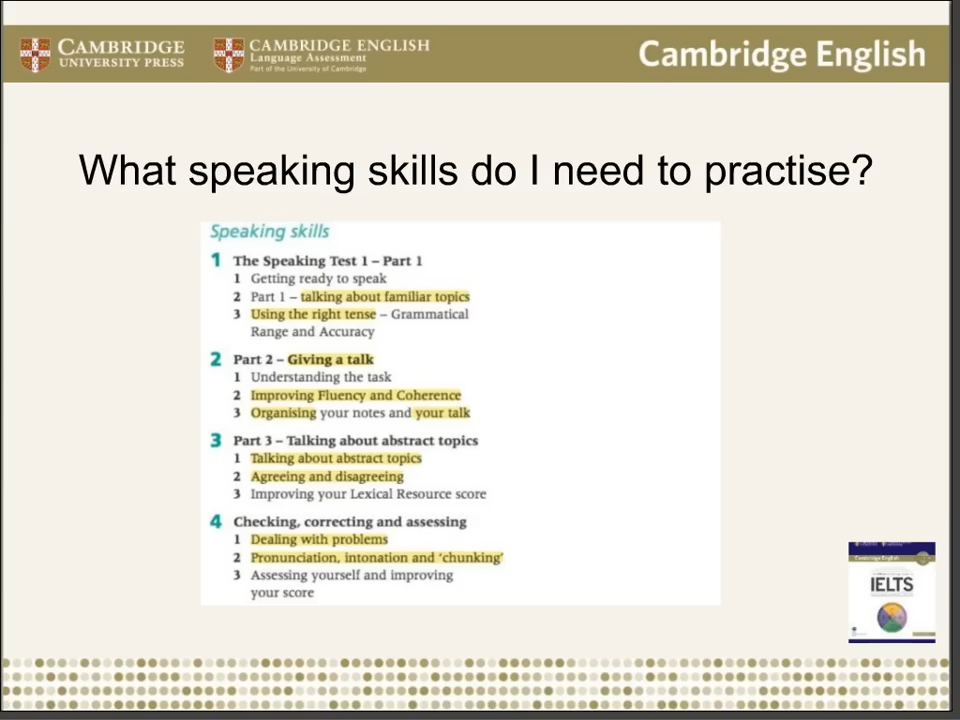 CAMBRIDGE
UNIVERSITY PRESS
CAMBRIDGE ENGLISH
Language Assessment
Part of the University of Cambridge
Cambridge English
What speaking skills do I need to practise?
Speaking skills
1 The Speaking Test 1 – Part 1
1 Getting ready to speak
2 Part 1 – talking about familiar topics
3 Using the right tense – Grammatical
Range and Accuracy
2 Part 2 – Giving a talk
1 Understanding the task
2 Improving Fluency and Coherence
3 Organising your notes and your talk
3 Part 3 – Talking about abstract topics
1 Talking about abstract topics
2 Agreeing and disagreeing
3 Improving your Lexical Resource score
4 Checking, correcting and assessing
1 Dealing with problems
2 Pronunciation, intonation and ‘chunking’
3 Assessing yourself and improving
your score
Cambridge English
IELTS